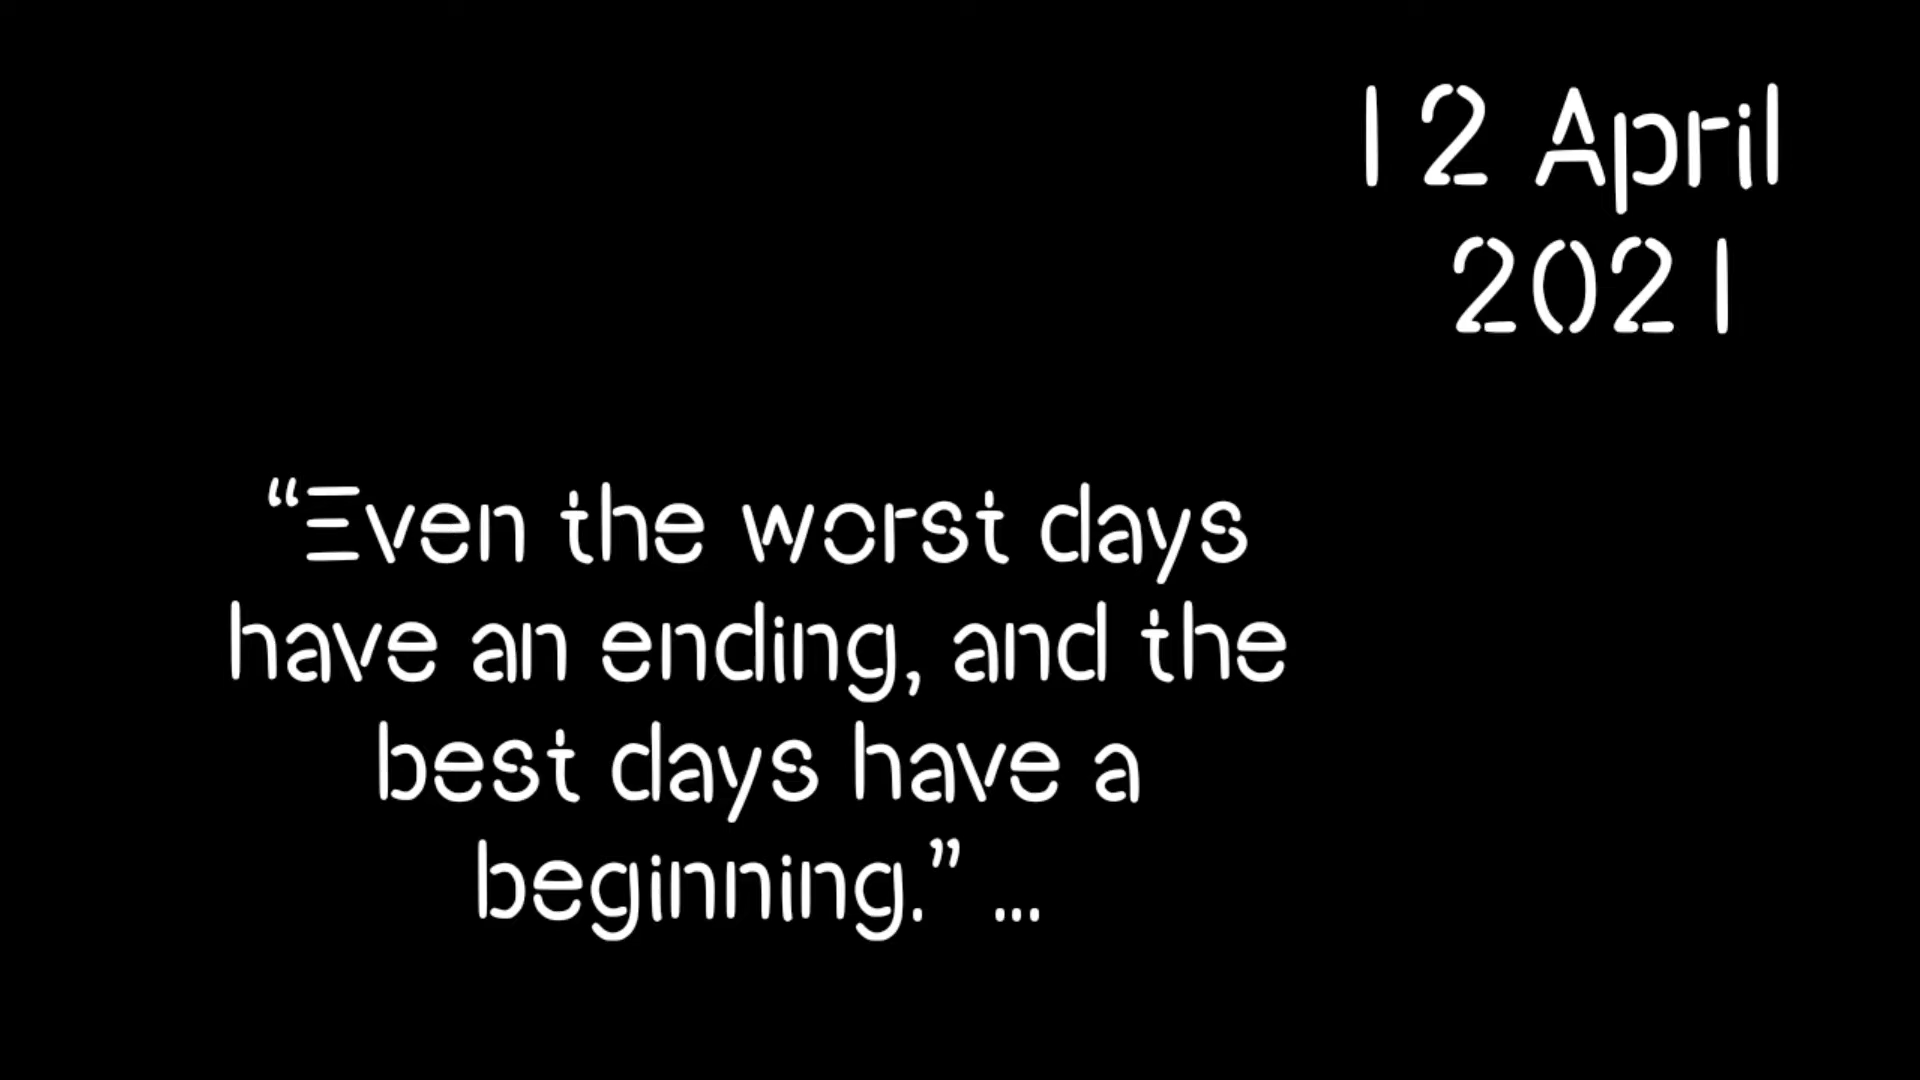 12 April
2021
“Even the worst days
have an ending, and the
best days have a
beginning.” ...